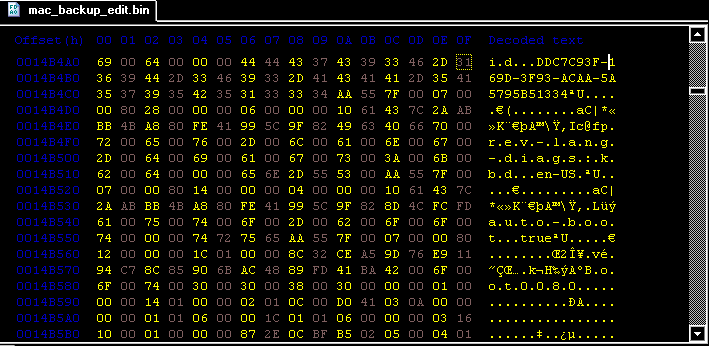 mac_backup_edit.bin
Offset(h) 00 01 02 03 04 05 06 07 08 09 0A 0B 0C 0D 0E 0F Decoded text
0014B4A0 69 00 64 00 00 44 44 43 37 43 39 33 46 2D 31 i.d...DDC7C93F-1
0014B4B0 36 39 44 2D 33 46 39 33 2D 41 43 41 41 2D 35 41 69D-3F93-ACAA-5A
0014B4C0 35 37 39 35 42 35 31 33 33 34 AA 55 7F 00 07 00 5795B51334ªU....
0014B4D0 00 80 28 00 00 06 00 00 00 10 61 43 7C 2A AB .€(.......aC|*«
0014B4E0 BB 4B A8 80 FE 41 99 5C 9F 82 49 63 40 66 70 00 »K¨€þA™\Ÿ‚Ic@fp.
0014B4F0 72 00 65 00 76 00 2D 00 6C 00 61 00 6E 00 67 00 r.e.v.-.l.a.n.g.
0014B500 2D 00 64 00 69 00 61 00 67 00 73 00 3A 00 6B 00 -.d.i.a.g.s.:.k.
0014B510 62 00 64 00 00 00 65 6E 2D 55 53 00 AA 55 7F 00 b.d...en-US.ªU..
0014B520 07 00 00 80 14 00 00 00 04 00 00 00 10 61 43 7C ...€.........aC|
0014B530 2A AB BB 4B A8 80 FE 41 99 5C 9F 82 8D 4C FC FD *«»K¨€þA™\Ÿ‚.Lüý
0014B540 61 00 75 00 74 00 6F 00 2D 00 62 00 6F 00 6F 00 a.u.t.o.-.b.o.o.
0014B550 74 00 00 00 74 72 75 65 AA 55 7F 00 07 00 00 80 t...trueªU.....€
0014B560 12 00 00 00 1C 01 00 00 8C 32 CE A5 9D 76 E9 11 ........Œ2Î¥.vé.
0014B570 94 C7 8C 85 90 6B AC 48 89 FD 41 BA 42 00 6F 00 ”ÇŒ….k¬H‰ýAºB.o.
0014B580 6F 00 74 00 30 00 30 00 38 00 30 00 00 00 01 00 o.t.0.0.8.0.....
0014B590 00 00 14 01 00 00 02 01 0C 00 D0 41 03 0A 00 00 ..........ÐA....
0014B5A0 00 00 01 01 06 00 00 1C 01 01 06 00 00 00 03 16 ................
0014B5B0 10 00 01 00 00 00 87 2E 0C BF B5 02 05 00 04 01 ......‡..¿µ.....